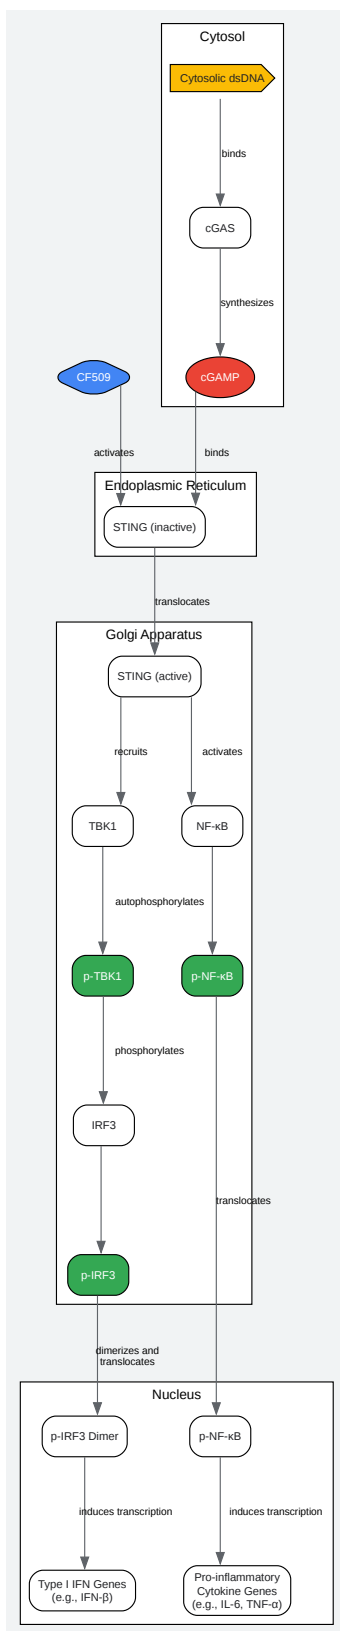 Cytosol
Cytosolic dsDNA
binds
cGAS
synthesizes
CF509
cGAMP
activates
binds
Endoplasmic Reticulum
STING (inactive)
translocates
Golgi Apparatus
STING (active)
recruits
activates
TBK1
NF-κB
autophosphorylates
p-TBK1
p-NF-κB
phosphorylates
IRF3
translocates
p-IRF3
dimerizes and
translocates
Nucleus
p-IRF3 Dimer
p-NF-κB
induces transcription
induces transcription
Type I IFN Genes
(e.g., IFN-β)
Pro-inflammatory
Cytokine Genes
(e.g., IL-6, TNF-α)